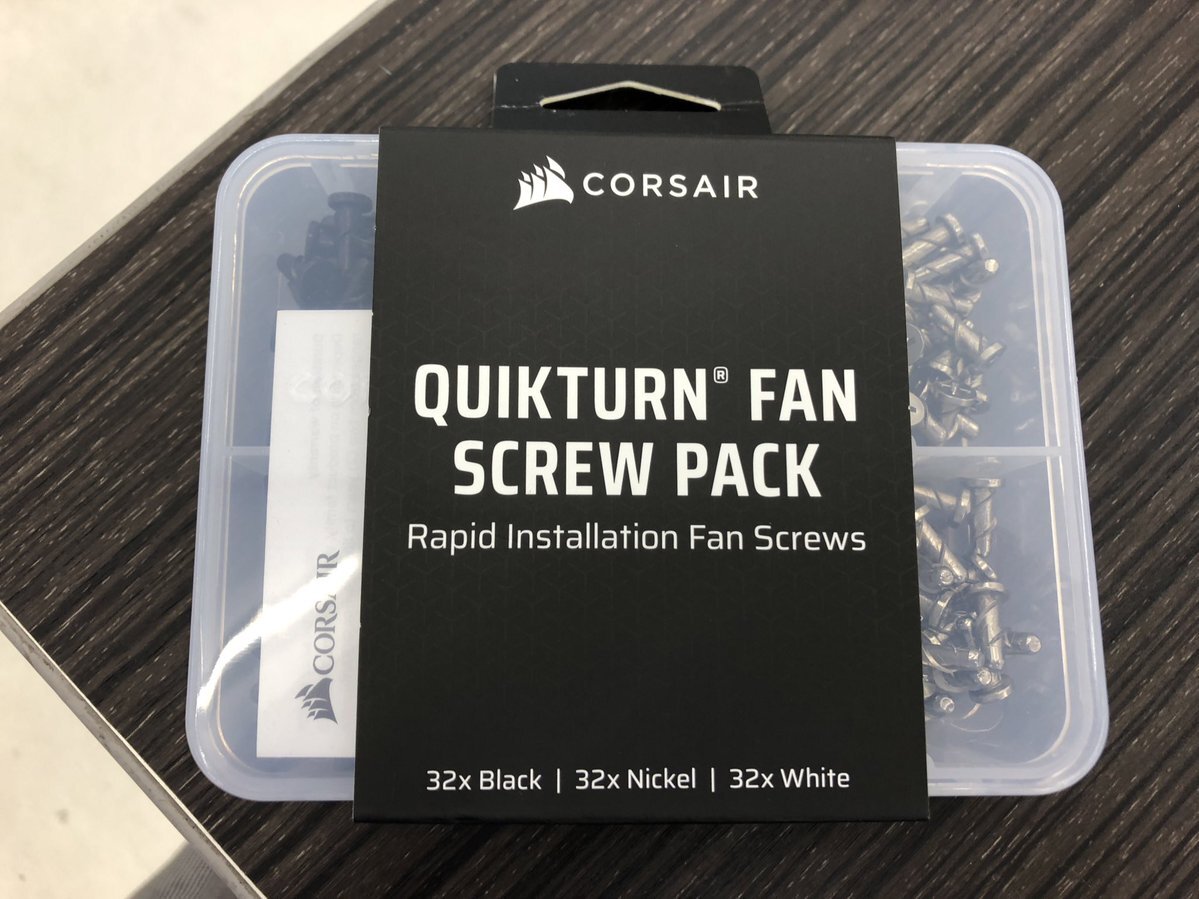 CORSAIR
QUIKTURN® FAN
SCREW PACK
Rapid Installation Fan Screws
32x Black | 32x Nickel | 32x White
CORSAIR